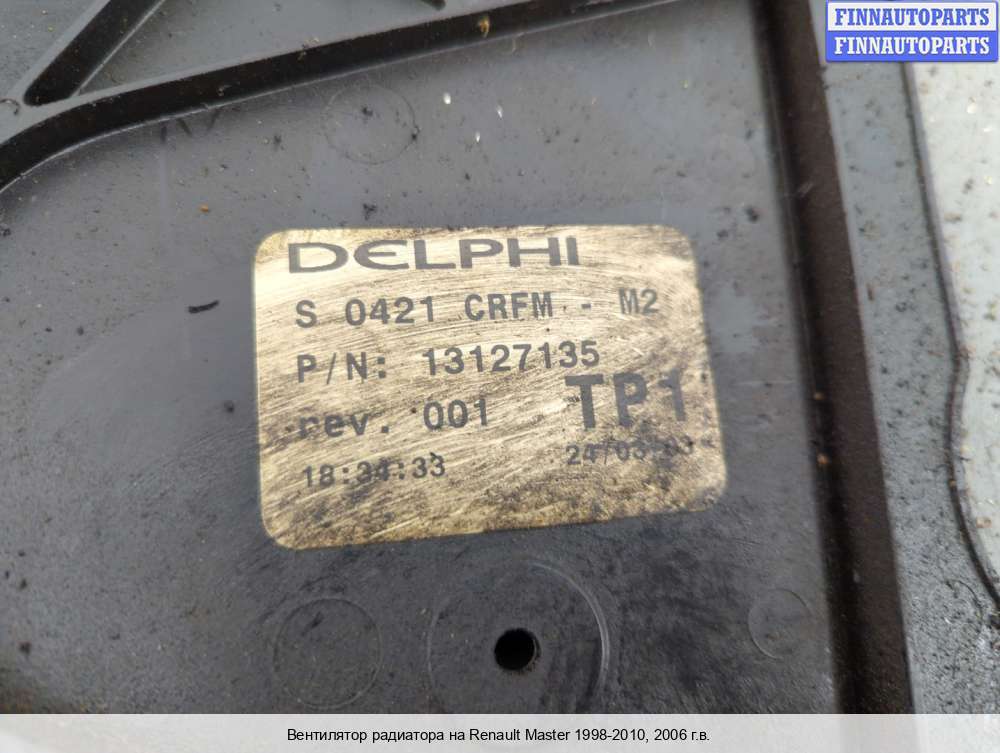 FINNAUTOPARTS
FINNAUTOPARTS
DELPHI
S 0421 CRFM - M2
P/N: 13127135
rev. 001 TP1
18:34:33
Вентилятор радиатора на Renault Master 1998-2010, 2006 г.в.